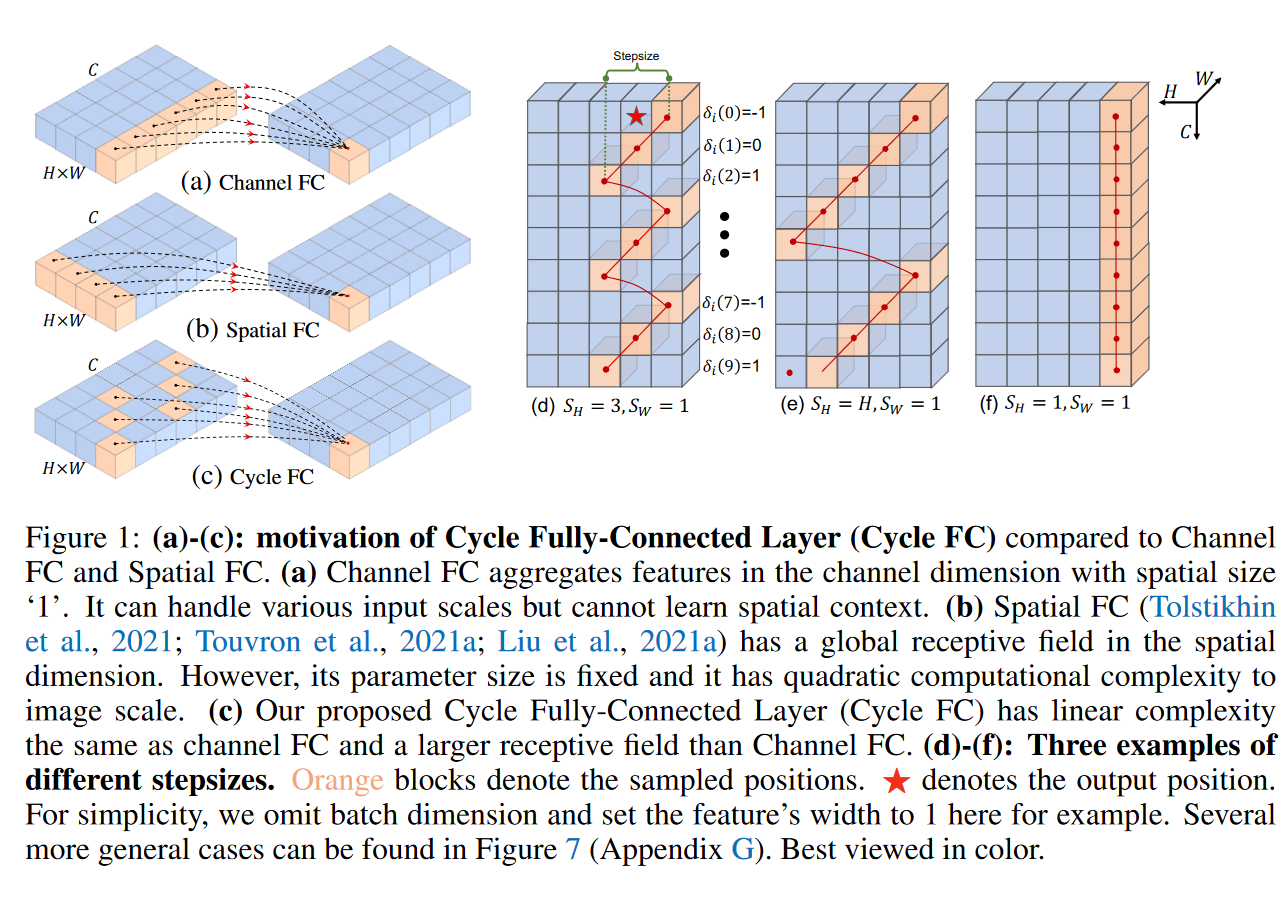 C
H×W
(a) Channel FC
C
H×W
(b) Spatial FC
C
H×W
(c) Cycle FC
Stepsize
δᵢ(0)=-1
δᵢ(1)=0
δᵢ(2)=1
δᵢ(7)=-1
δᵢ(8)=0
δᵢ(9)=1
(d) S_H = 3, S_W = 1
(e) S_H = H, S_W = 1
(f) S_H = 1, S_W = 1
W
H
C
Figure 1: (a)-(c): motivation of Cycle Fully-Connected Layer (Cycle FC) compared to Channel
FC and Spatial FC. (a) Channel FC aggregates features in the channel dimension with spatial size
‘1’. It can handle various input scales but cannot learn spatial context. (b) Spatial FC (Tolstikhin
et al., 2021; Touvron et al., 2021a; Liu et al., 2021a) has a global receptive field in the spatial
dimension. However, its parameter size is fixed and it has quadratic computational complexity to
image scale. (c) Our proposed Cycle Fully-Connected Layer (Cycle FC) has linear complexity
the same as channel FC and a larger receptive field than Channel FC. (d)-(f): Three examples of
different stepsizes. Orange blocks denote the sampled positions. ★ denotes the output position.
For simplicity, we omit batch dimension and set the feature’s width to 1 here for example. Several
more general cases can be found in Figure 7 (Appendix G). Best viewed in color.